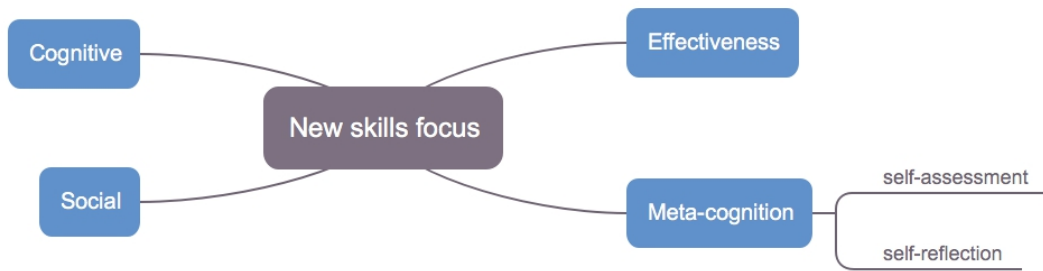 Cognitive
Effectiveness
New skills focus
Social
Meta-cognition
self-assessment
self-reflection